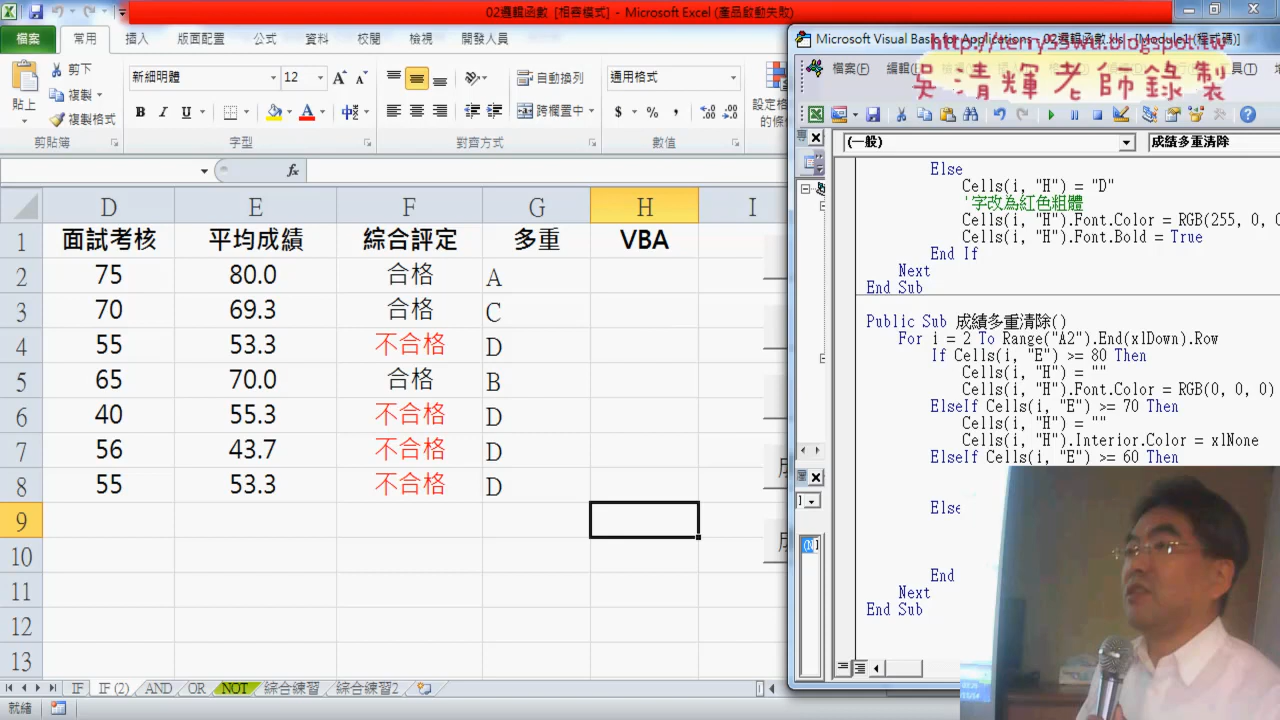 02邏輯函數 [相容模式] - Microsoft Excel (產品啟動失敗)
檔案 常用 插入 版面配置 公式 資料 校閱 檢視 開發人員
貼上 剪下 複製 複製格式
新細明體 12
B I U
自動換列
跨欄置中
通用格式
$ % ,
剪貼簿 字型 對齊方式 數值
fx
D E F G H I
1 面試考核 平均成績 綜合評定 多重 VBA
2 75 80.0 合格 A
3 70 69.3 合格 C
4 55 53.3 不合格 D
5 65 70.0 合格 B
6 40 55.3 不合格 D
7 56 43.7 不合格 D
8 55 53.3 不合格 D
9
10
11
12
13
IF IF (2) AND OR NOT 綜合練習 綜合練習2
就緒
Microsoft Visual Basic for Applications - 02邏輯函數.xls - [Module1 (程式碼)]
http://terry55wu.blogspot.tw
吳清輝老師錄製
檔案(F)
(一般) 成績多重清除
Else
Cells(i, "H") = "D"
'字改為紅色粗體
Cells(i, "H").Font.Color = RGB(255, 0, 0
Cells(i, "H").Font.Bold = True
End If
Next
End Sub
Public Sub 成績多重清除()
For i = 2 To Range("A2").End(xlDown).Row
If Cells(i, "E") >= 80 Then
Cells(i, "H") = ""
Cells(i, "H").Font.Color = RGB(0, 0, 0)
ElseIf Cells(i, "E") >= 70 Then
Cells(i, "H") = ""
Cells(i, "H").Interior.Color = xlNone
ElseIf Cells(i, "E") >= 60 Then
Else
End
Next
End Sub